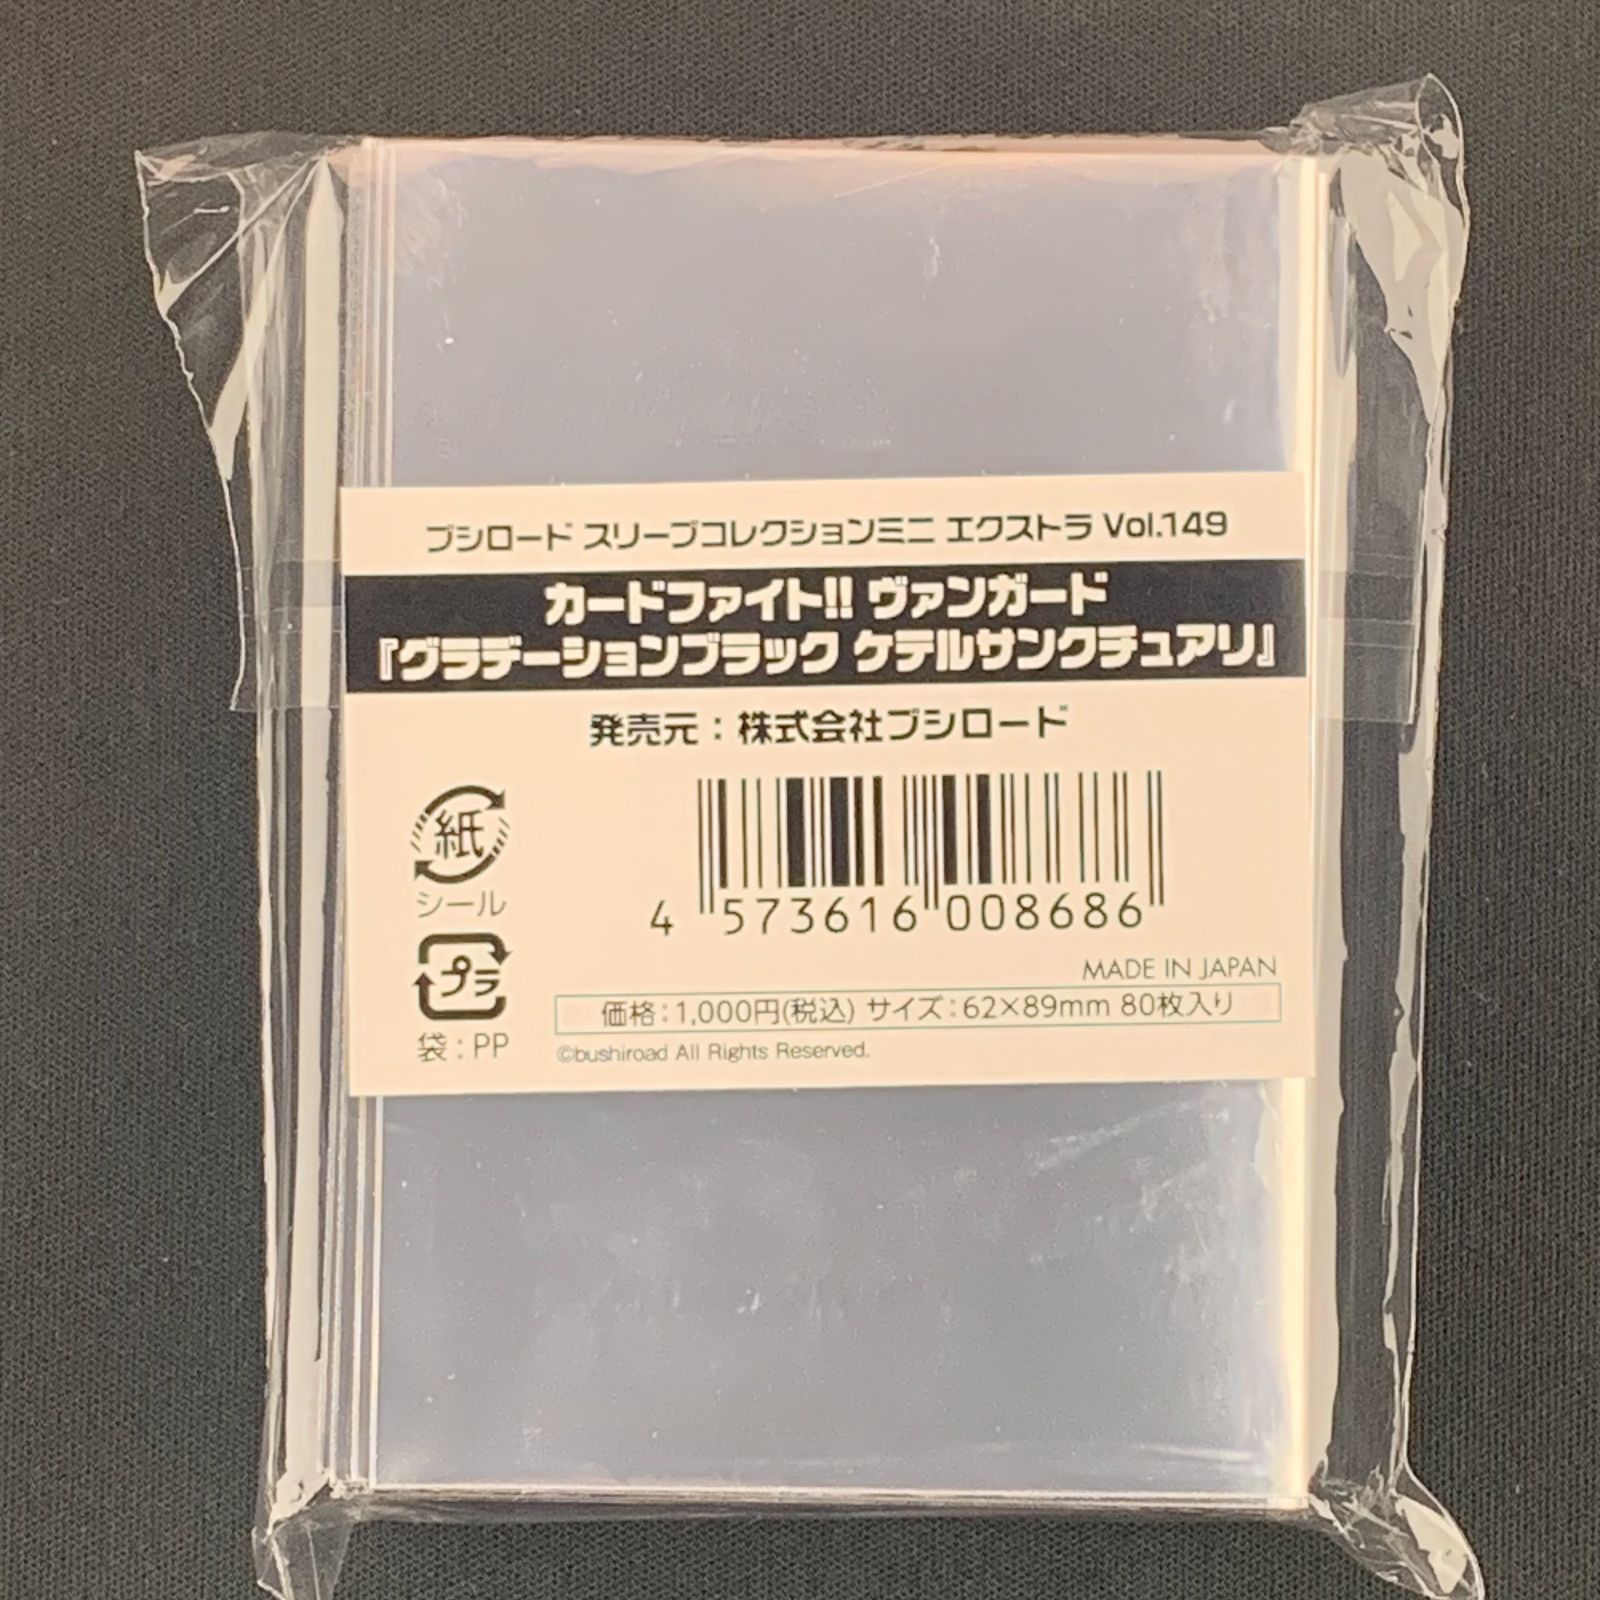 ブシロード スリーブコレクションミニ エクストラ Vol.149
カードファイト!! ヴァンガード
『グラデーションブラック ケテルサンクチュアリ』
発売元：株式会社ブシロード
紙
シール
プラ
袋：PP
4 573616 008686
MADE IN JAPAN
価格：1,000円(税込) サイズ：62×89mm 80枚入り
©bushiroad All Rights Reserved.